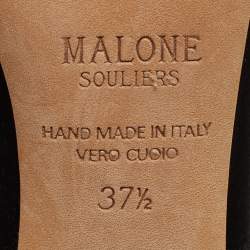 MALONE
SOULIERS
HAND MADE IN ITALY
VERO CUOIO
37½